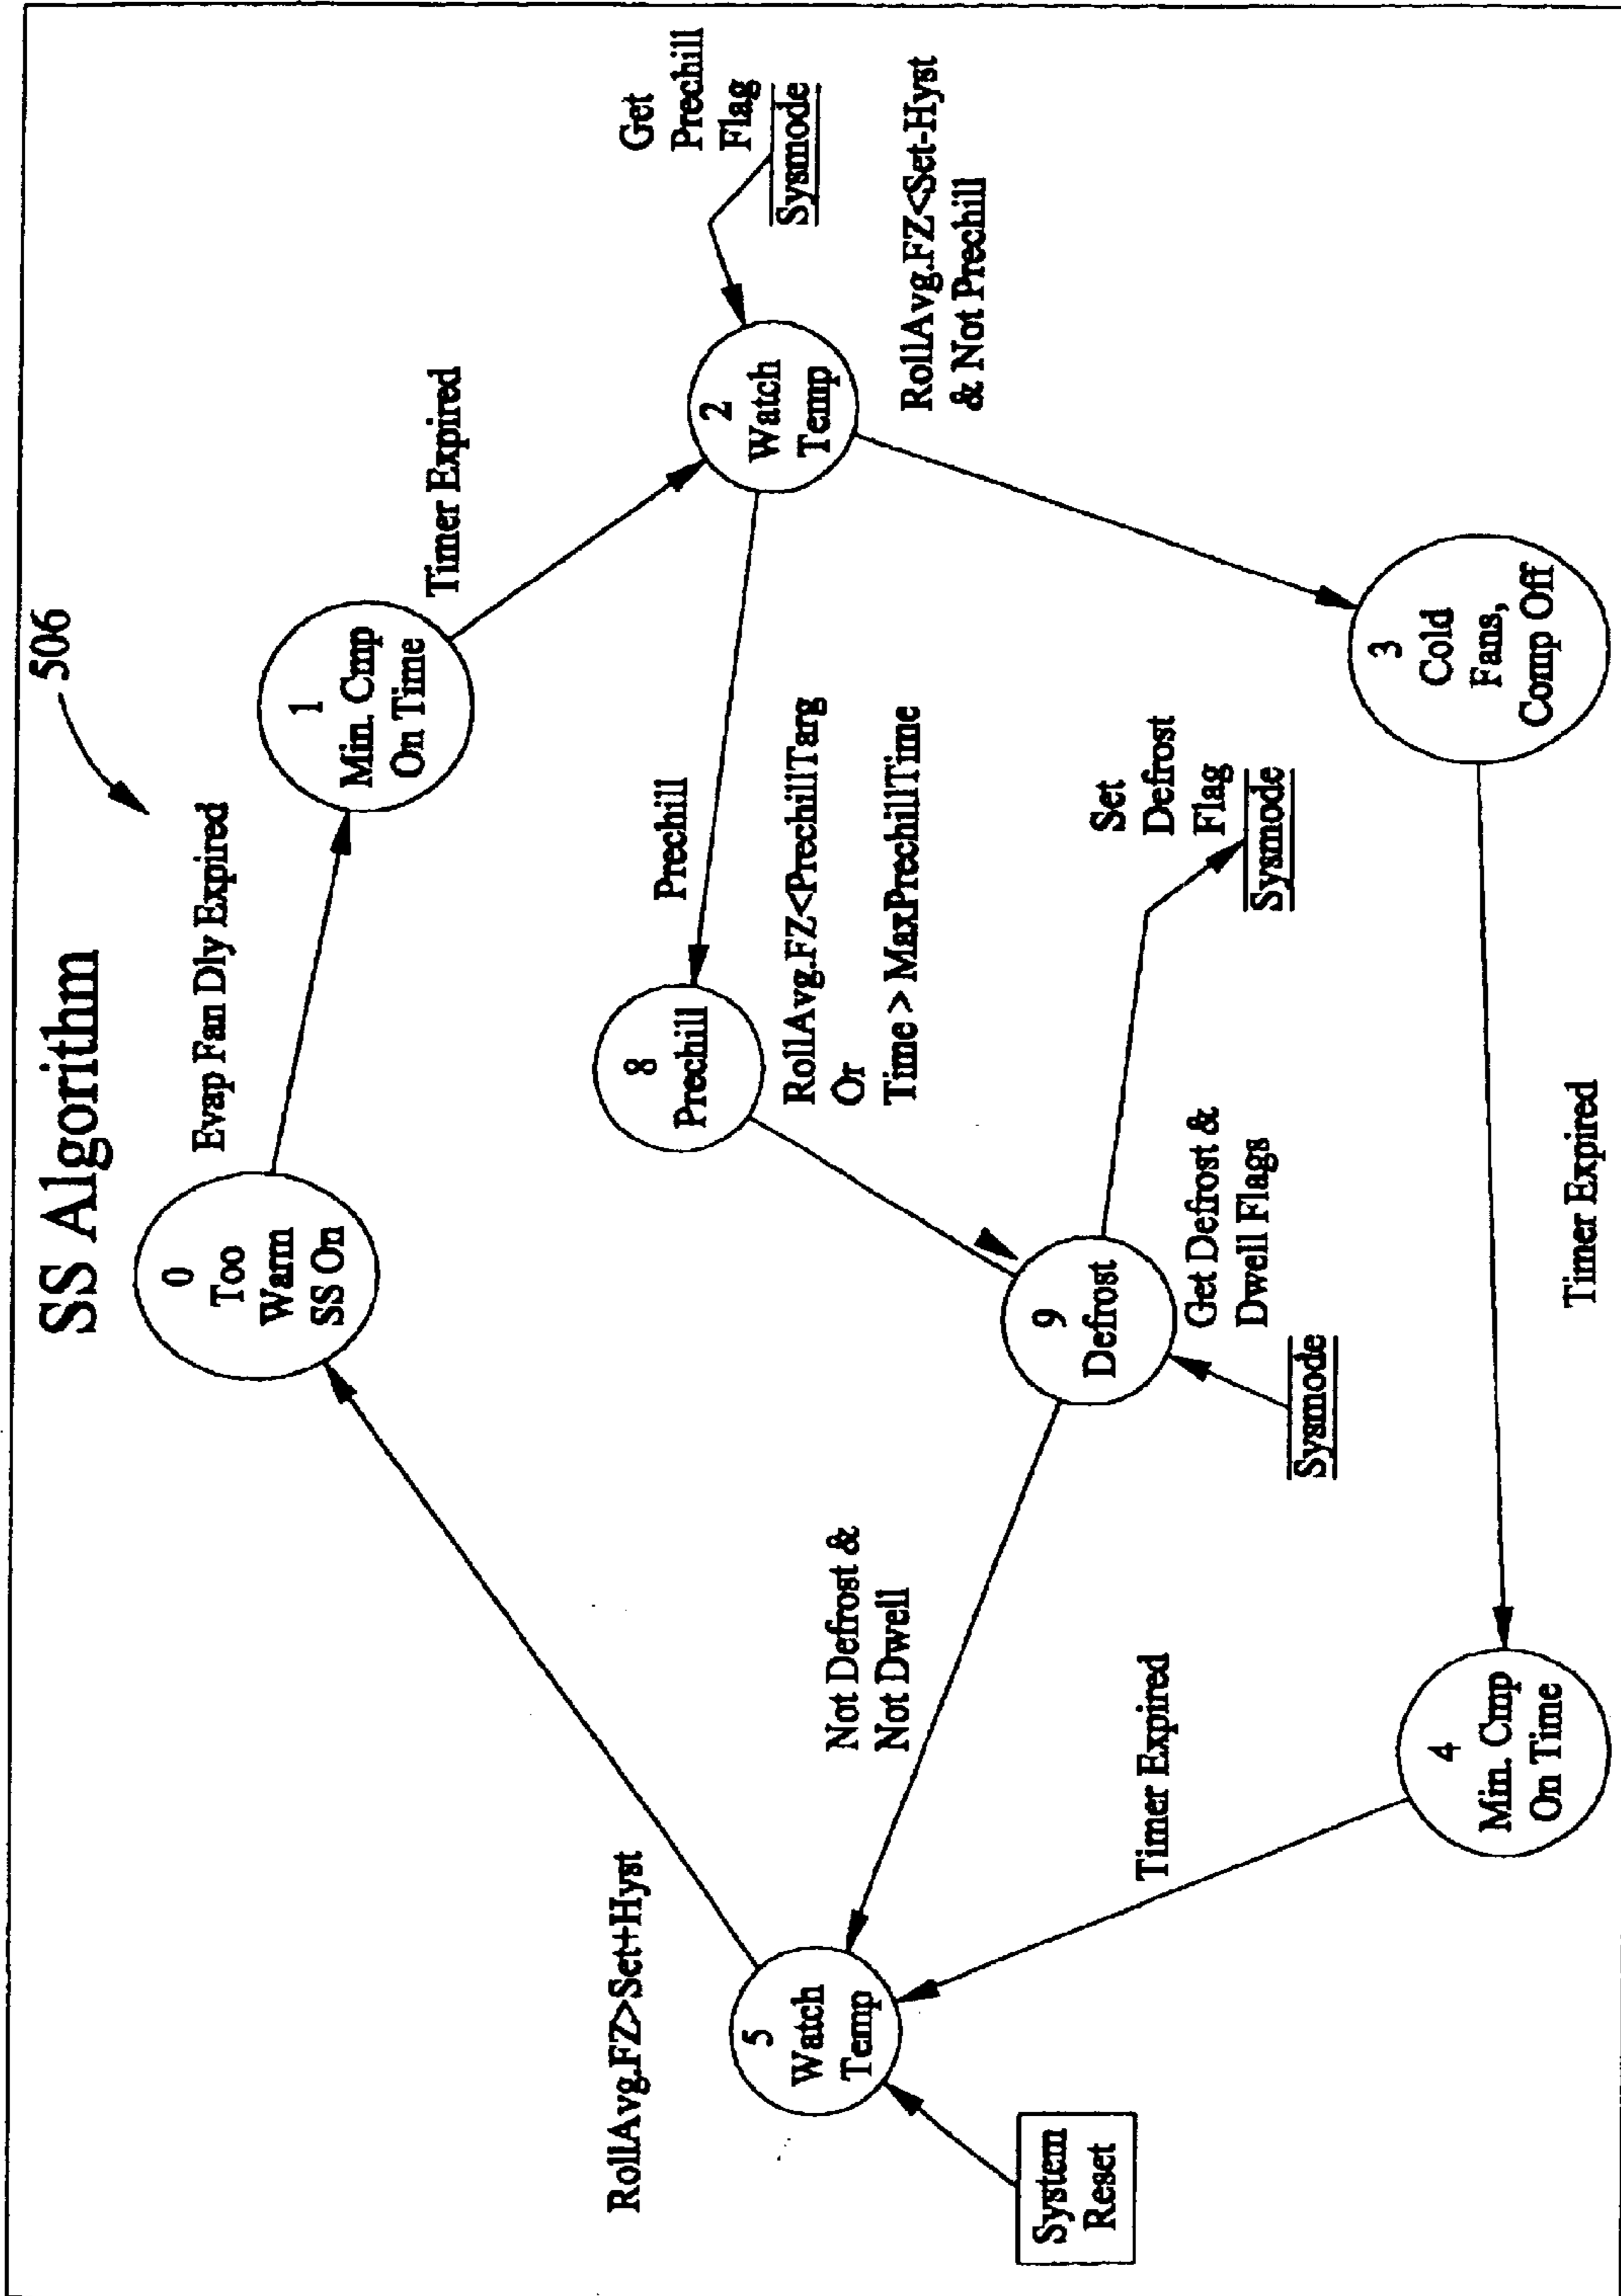 SS Algorithm
506
0
Too
Warm
SS On
Evap Fan Dly Expired
1
Min. Cmp
On Time
Timer Expired
2
Watch
Temp
Get
Prechill
Flag
Sysmode
RollAvg.FZ<Set-Hyst
& Not Prechill
3
Cold
Fans,
Comp Off
Timer Expired
4
Min. Cmp
On Time
Timer Expired
5
Watch
Temp
System
Reset
RollAvg.FZ>Set+Hyst
Prechill
8
Prechill
RollAvg.FZ<PrechillTarg
Or
Time > MaxPrechillTime
9
Defrost
Set
Defrost
Flag
Sysmode
Get Defrost &
Dwell Flags
Sysmode
Not Defrost &
Not Dwell